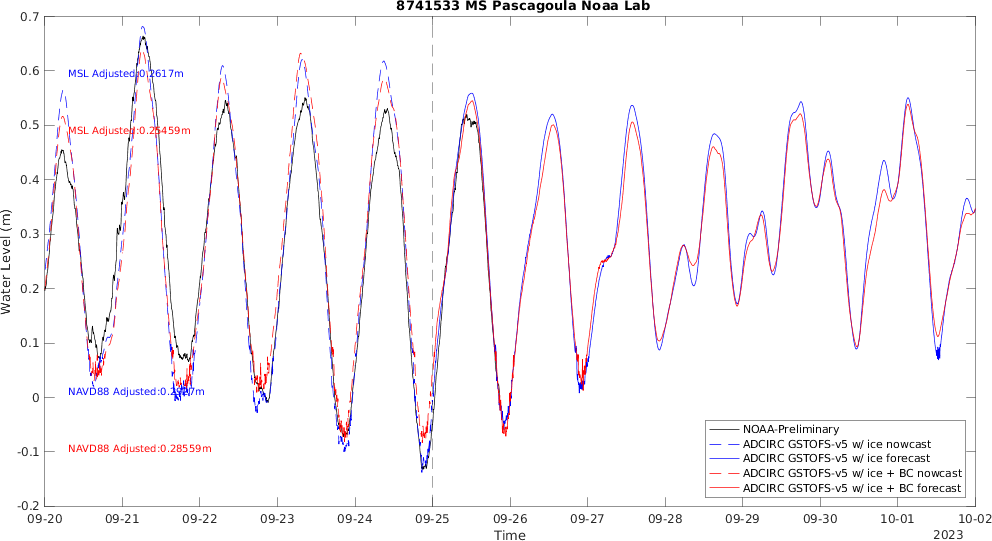 8741533 MS Pascagoula Noaa Lab
0.7
0.6
0.5
0.4
0.3
0.2
0.1
0
-0.1
-0.2
Water Level (m)
MSL Adjusted:0.2617m
MSL Adjusted:0.25459m
NAVD88 Adjusted:
NAVD88 Adjusted:0.28559m
NOAA-Preliminary
ADCIRC GSTOFS-v5 w/ ice nowcast
ADCIRC GSTOFS-v5 w/ ice forecast
ADCIRC GSTOFS-v5 w/ ice + BC nowcast
ADCIRC GSTOFS-v5 w/ ice + BC forecast
09-20 09-21 09-22 09-23 09-24 09-25 09-26 09-27 09-28 09-29 09-30 10-01 10-02
Time
2023